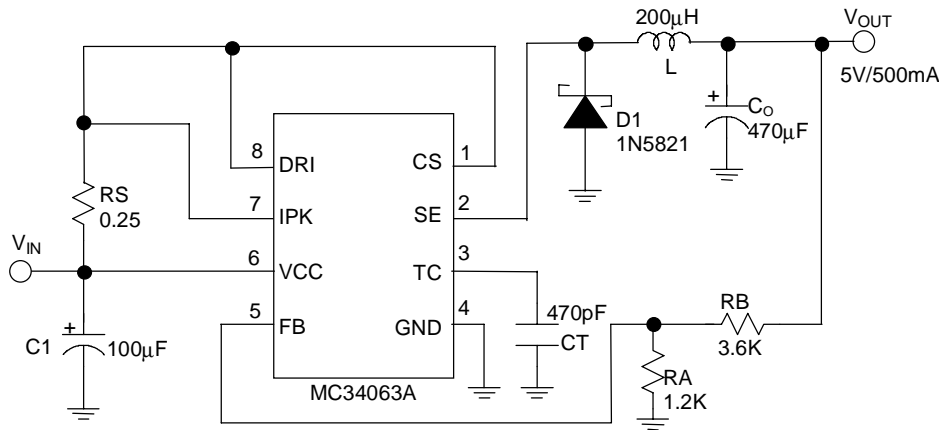 200μH
L
VOUT
5V/500mA
D1
1N5821
+
CO
470μF
8
DRI
CS
1
RS
0.25
7
IPK
SE
2
VIN
6
VCC
TC
3
5
FB
GND
4
470pF
CT
RB
3.6K
+
C1
100μF
MC34063A
RA
1.2K